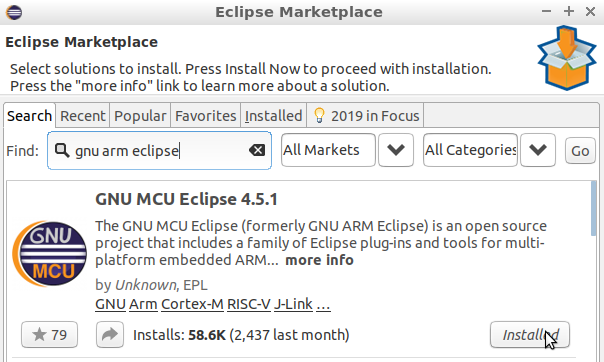 Eclipse Marketplace
Eclipse Marketplace
Select solutions to install. Press Install Now to proceed with installation.
Press the "more info" link to learn more about a solution.
Search Recent Popular Favorites Installed 2019 in Focus
Find: gnu arm eclipse All Markets All Categories Go
GNU MCU Eclipse 4.5.1
The GNU MCU Eclipse (formerly GNU ARM Eclipse) is an open source
project that includes a family of Eclipse plug-ins and tools for multi-
platform embedded ARM... more info
GNU
MCU
by Unknown, EPL
GNU Arm Cortex-M RISC-V J-Link ...
79 Installs: 58.6K (2,437 last month) Installed